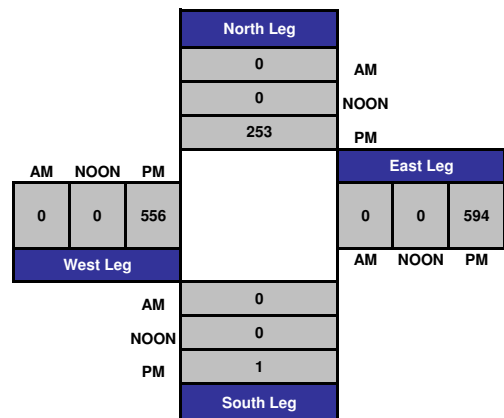 North Leg
0 AM
0 NOON
253 PM
AM NOON PM
East Leg
0 0 556
0 0 594
West Leg
AM NOON PM
AM 0
NOON 0
PM 1
South Leg